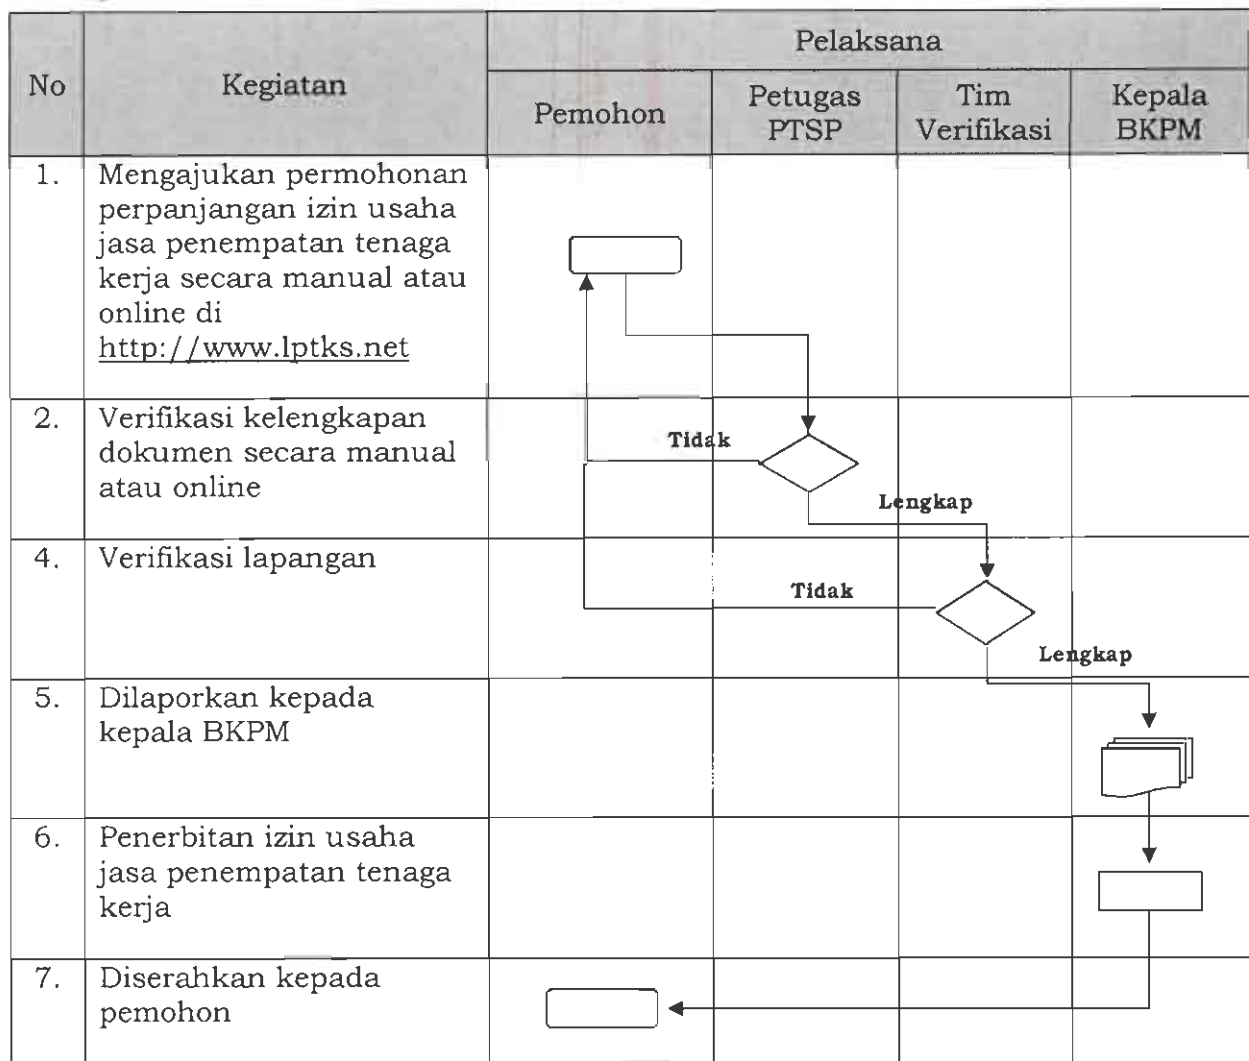 No
Kegiatan
Pelaksana
Pemohon
Petugas
PTSP
Tim
Verifikasi
Kepala
BKPM
1.
Mengajukan permohonan
perpanjangan izin usaha
jasa penempatan tenaga
kerja secara manual atau
online di
http://www.lptks.net
2.
Verifikasi kelengkapan
dokumen secara manual
atau online
Tidak
Lengkap
4.
Verifikasi lapangan
Tidak
Lengkap
5.
Dilaporkan kepada
kepala BKPM
6.
Penerbitan izin usaha
jasa penempatan tenaga
kerja
7.
Diserahkan kepada
pemohon